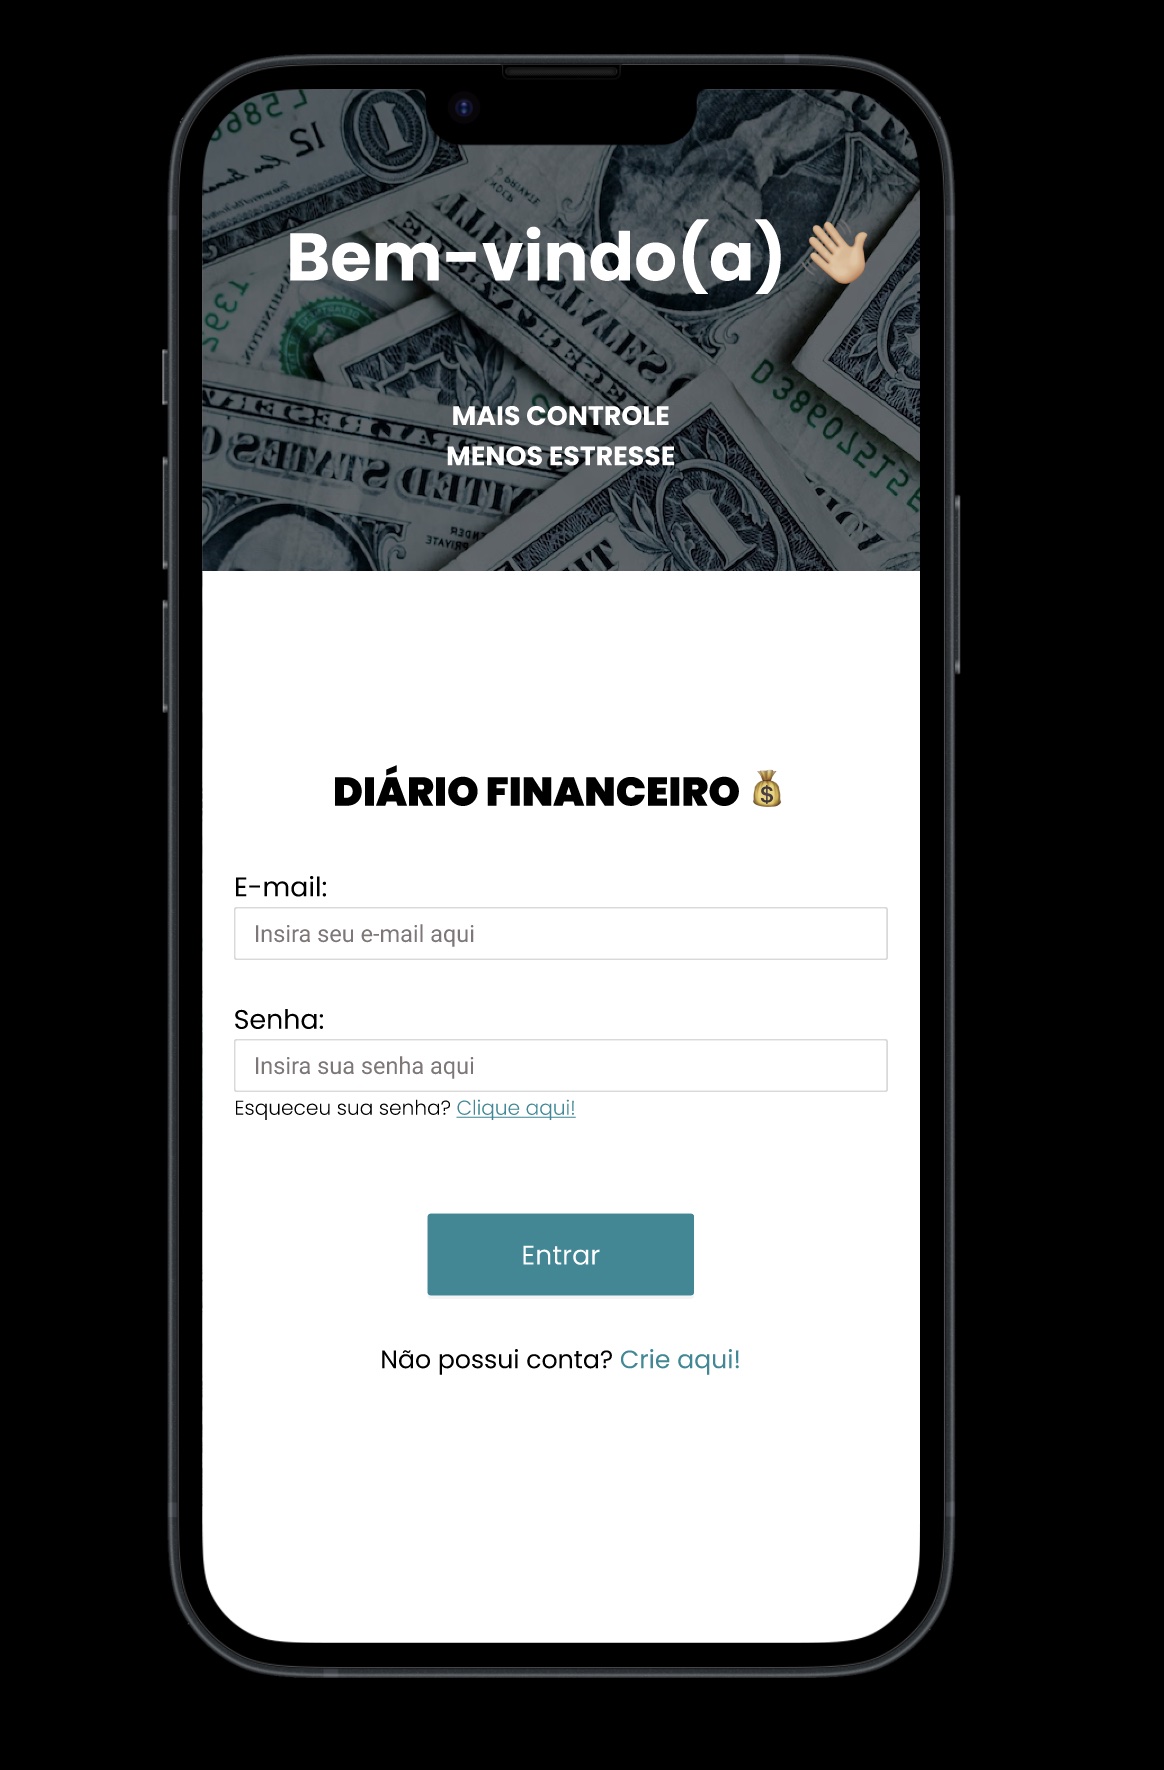 Bem-vindo(a) 👋🏼
MAIS CONTROLE
MENOS ESTRESSE
DIÁRIO FINANCEIRO 💰
E-mail:
Insira seu e-mail aqui
Senha:
Insira sua senha aqui
Esqueceu sua senha? Clique aqui!
Entrar
Não possui conta? Crie aqui!